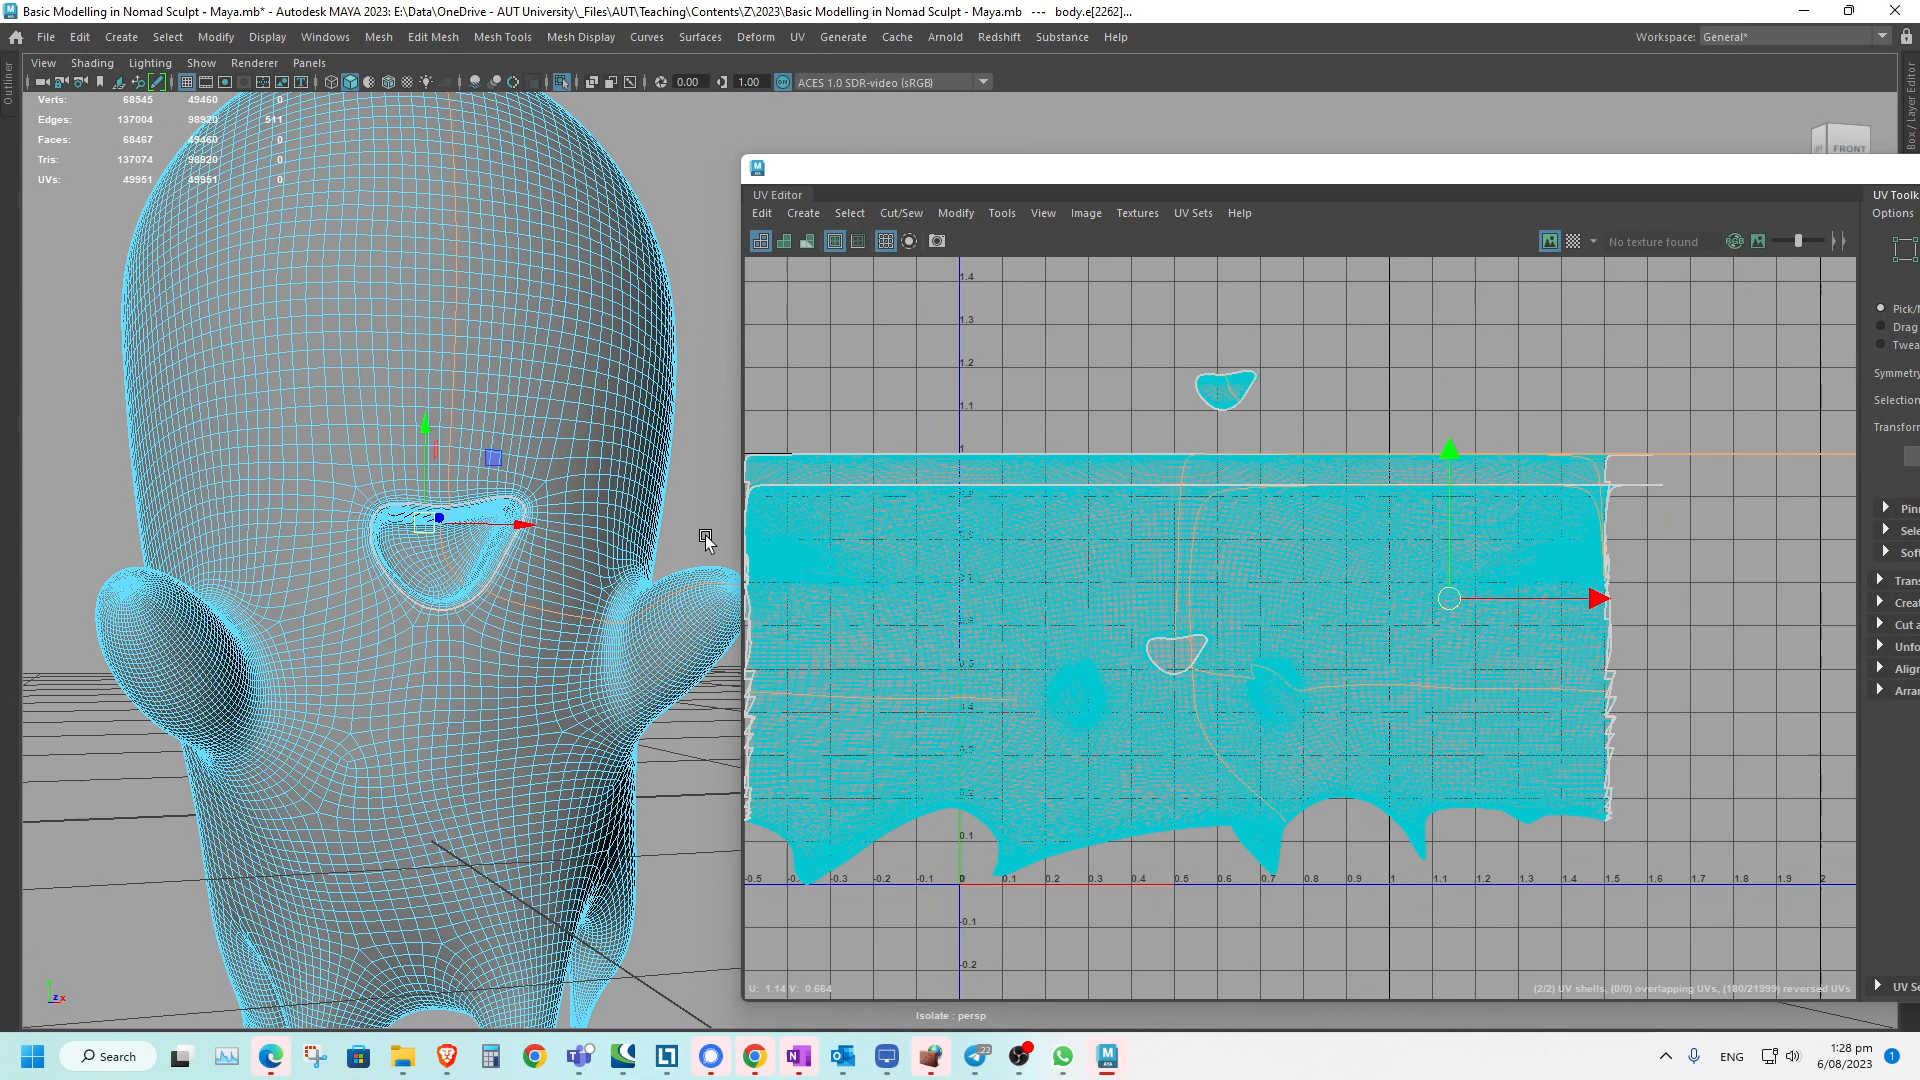 Basic Modelling in Nomad Sculpt - Maya.mb* - Autodesk MAYA 2023: E:\Data\OneDrive - AUT University\_Files\AUT\Teaching\Contents\Z\2023\Basic Modelling in Nomad Sculpt - Maya.mb --- body.e[2262]...
File Edit Create Select Modify Display Windows Mesh Edit Mesh Mesh Tools Mesh Display Curves Surfaces Deform UV Generate Cache Arnold Redshift Substance Help Workspace: General*
View Shading Lighting Show Renderer Panels
0.00 1.00 ACES 1.0 SDR-video (sRGB)
Outliner
Box / Layer Editor
Verts: 68545 49460 0
Edges: 137004 98920 511
Faces: 68467 49460 0
Tris: 137074 98920 0
UVs: 49951 49951 0
FRONT
UV Editor
Edit Create Select Cut/Sew Modify Tools View Image Textures UV Sets Help
No texture found
UV Toolk
Options
Pick/M
Drag
Twea
Symmetry
Selection
Transform
Pinn
Sele
Soft
Trans
Creat
Cut a
Unfo
Align
Arran
UV Se
1.4
1.3
1.2
1.1
0.1
-0.5 -0.3 -0.2 -0.1 0 0.1 0.2 0.3 0.4 0.5 0.6 0.7 0.8 0.9 1 1.1 1.2 1.3 1.4 1.5 1.6 1.7 1.8 1.9 2
-0.1
-0.2
U: 1.14 V: 0.664
(2/2) UV shells, (0/0) overlapping UVs, (180/21999) reversed UVs
Isolate : persp
Search
22
ENG
1:28 pm
6/08/2023
1